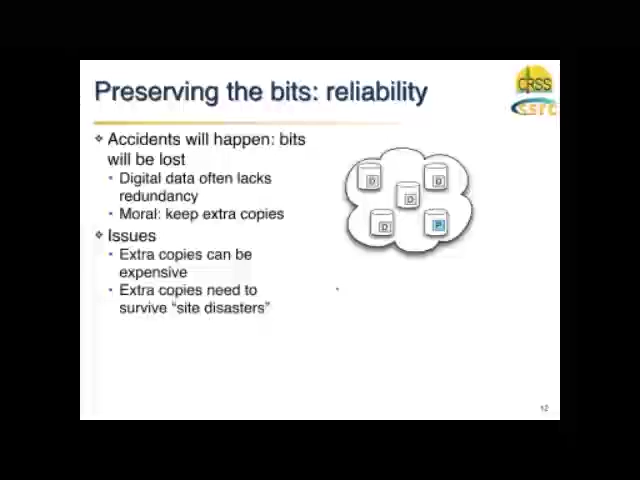 Preserving the bits: reliability
CRSS
ssrc
Accidents will happen: bits
will be lost
Digital data often lacks
redundancy
Moral: keep extra copies
Issues
Extra copies can be
expensive
Extra copies need to
survive “site disasters”
D
D
D
D
P
12